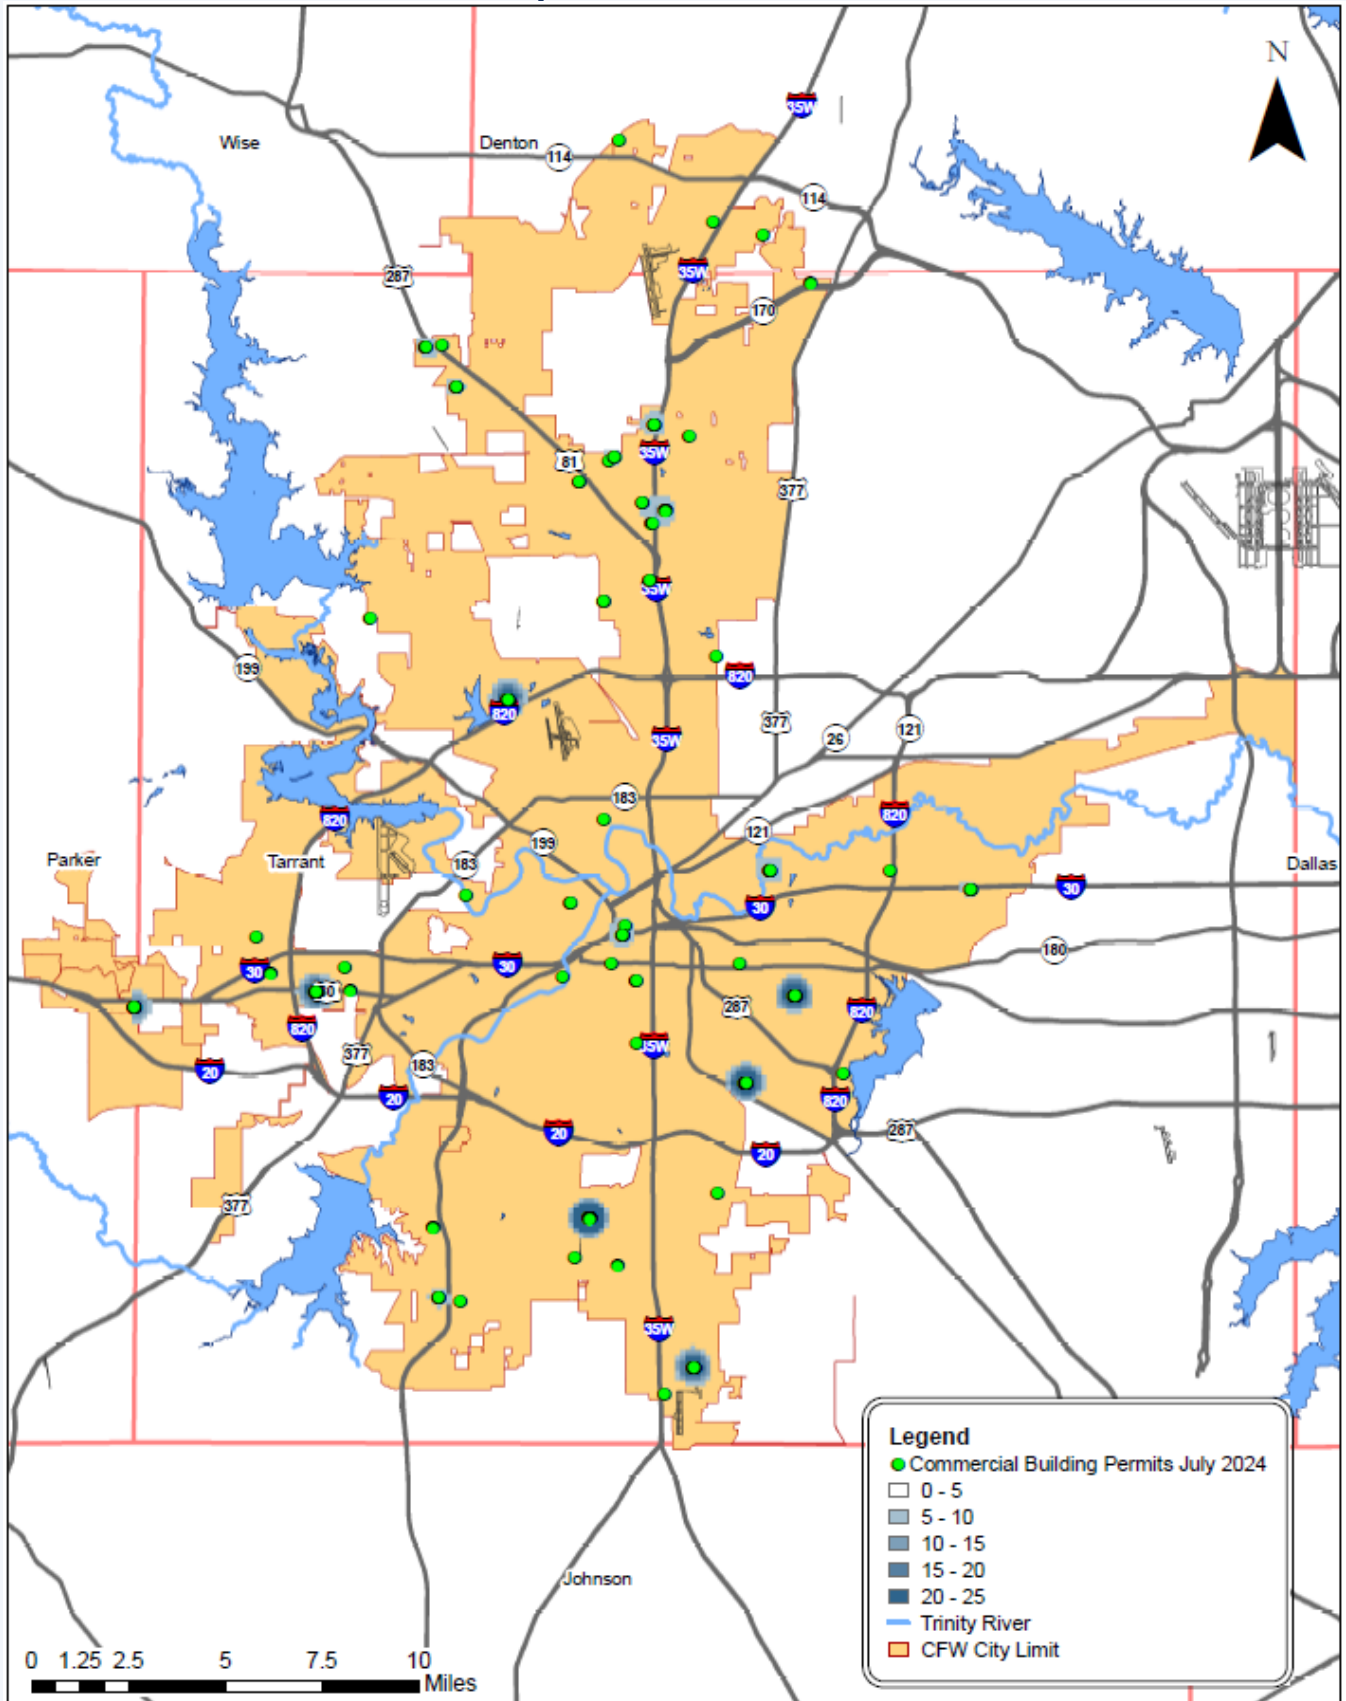 N
35W
Wise
Denton
114
114
287
35W
170
81
35W
377
35W
199
820
820
377
26
121
35W
183
820
820
121
199
183
Parker
Tarrant
Dallas
30
30
180
30
30
287
820
820
35W
377
183
20
20
820
20
287
20
377
35W
Legend
Commercial Building Permits July 2024
0 - 5
5 - 10
10 - 15
15 - 20
20 - 25
Trinity River
CFW City Limit
Johnson
0 1.25 2.5 5 7.5 10
Miles